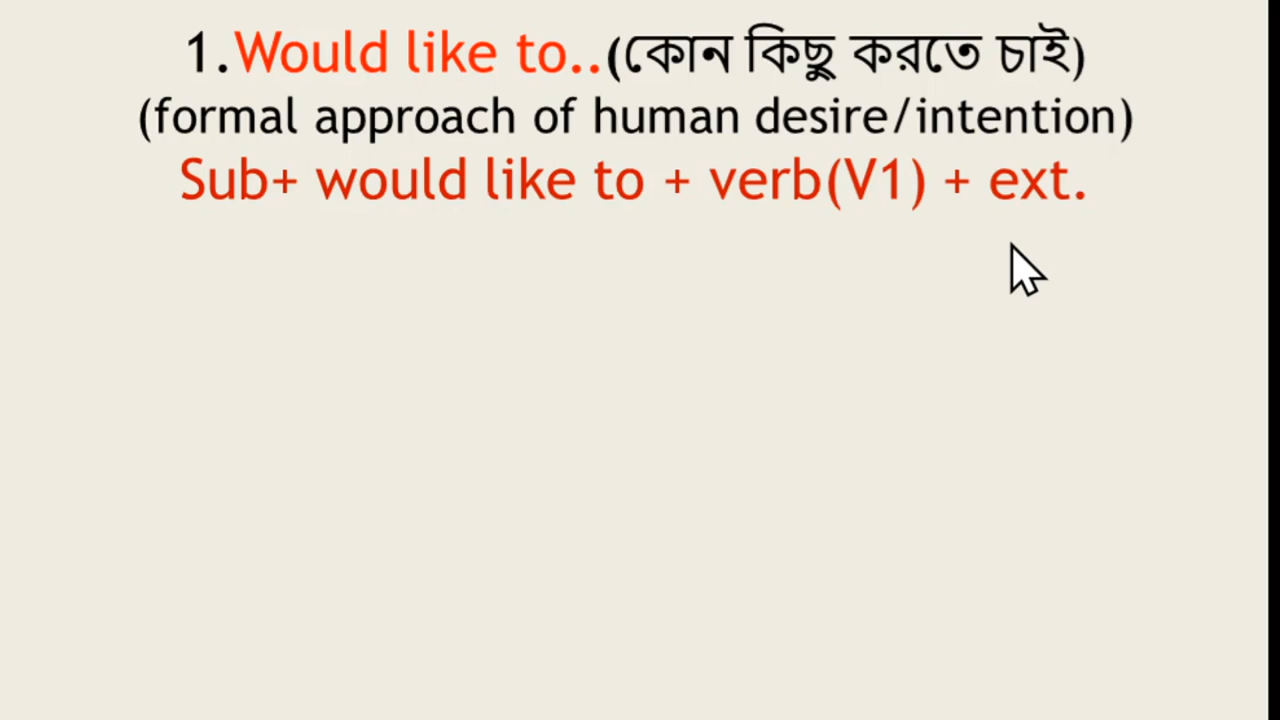 1.Would like to..(কোন কিছু করতে চাই)
(formal approach of human desire/intention)
Sub+ would like to + verb(V1) + ext.